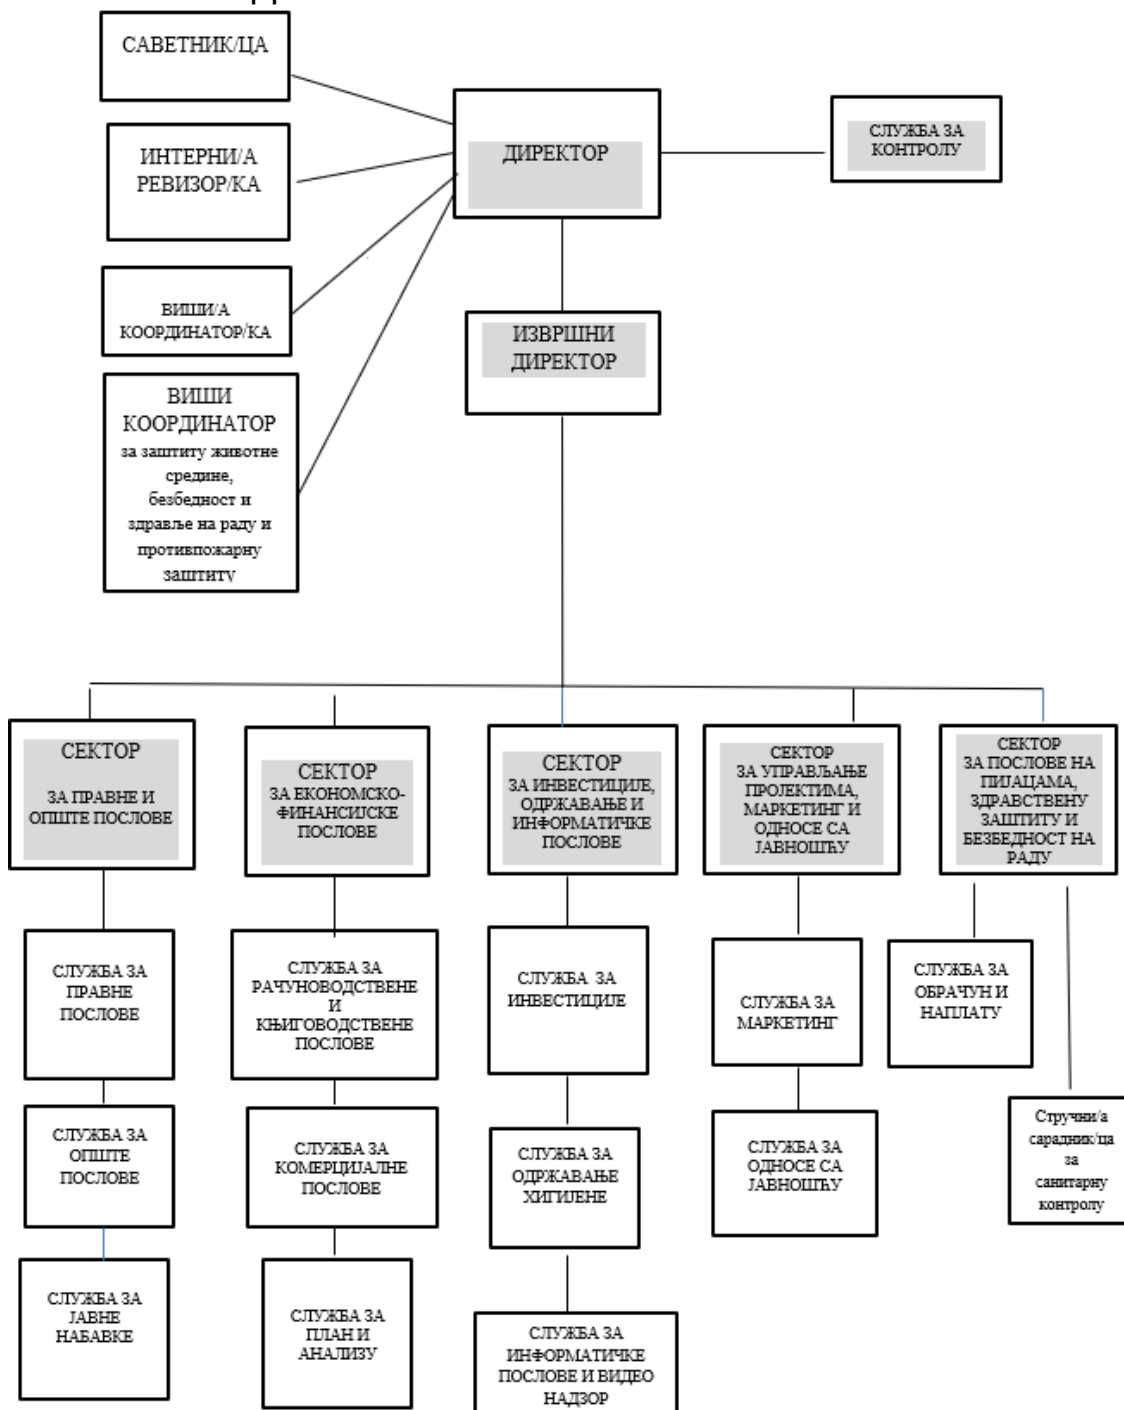 САВЕТНИК/ЦА
ИНТЕРНИ/А
РЕВИЗОР/КА
ВИШИ/А
КООРДИНАТОР/КА
ВИШИ
КООРДИНАТОР
за заштиту животне
средине,
безбедност и
здравље на раду и
противпожарну
заштиту
ДИРЕКТОР
СЛУЖБА ЗА
КОНТРОЛУ
ИЗВРШНИ
ДИРЕКТОР
СЕКТОР
ЗА ПРАВНЕ И
ОПШТЕ ПОСЛОВЕ
СЛУЖБА ЗА
ПРАВНЕ
ПОСЛОВЕ
СЛУЖБА ЗА
ОПШТЕ
ПОСЛОВЕ
СЛУЖБА ЗА
ЈАВНЕ
НАБАВКЕ
СЕКТОР
ЗА ЕКОНОМСКО-
ФИНАНСИЈСКЕ
ПОСЛОВЕ
СЛУЖБА ЗА
РАЧУНОВОДСТВЕНЕ
И
КЊИГОВОДСТВЕНЕ
ПОСЛОВЕ
СЛУЖБА ЗА
КОМЕРЦИЈАЛНЕ
ПОСЛОВЕ
СЛУЖБА ЗА
ПЛАН И
АНАЛИЗУ
СЕКТОР
ЗА ИНВЕСТИЦИЈЕ,
ОДРЖАВАЊЕ И
ИНФОРМАТИЧКЕ
ПОСЛОВЕ
СЛУЖБА ЗА
ИНВЕСТИЦИЈЕ
СЛУЖБА ЗА
ОДРЖАВАЊЕ
ХИГИЈЕНЕ
СЛУЖБА ЗА
ИНФОРМАТИЧКЕ
ПОСЛОВЕ И ВИДЕО
НАДЗОР
СЕКТОР
ЗА УПРАВЉАЊЕ
ПРОЈЕКТИМА,
МАРКЕТИНГ И
ОДНОСЕ СА
ЈАВНОШЋУ
СЛУЖБА ЗА
МАРКЕТИНГ
СЛУЖБА ЗА
ОДНОСЕ СА
ЈАВНОШЋУ
СЕКТОР
ЗА ПОСЛОВЕ НА
ПИЈАЦАМА,
ЗДРАВСТВЕНУ
ЗАШТИТУ И
БЕЗБЕДНОСТ НА
РАДУ
СЛУЖБА ЗА
ОБРАЧУН И
НАПЛАТУ
Стручни/а
сарадник/ца
за
санитарну
контролу